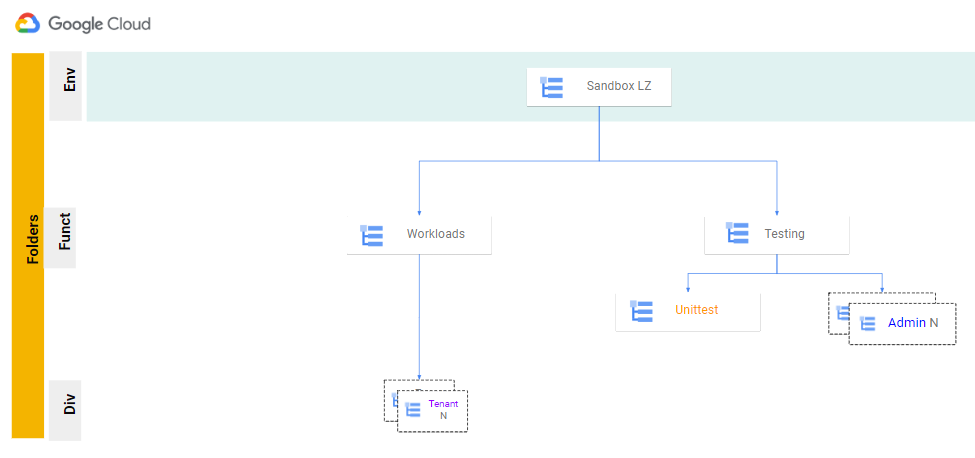 Google Cloud
Folders
Env
Sandbox LZ
Funct
Workloads
Testing
Unittest
Admin N
Div
Tenant
N